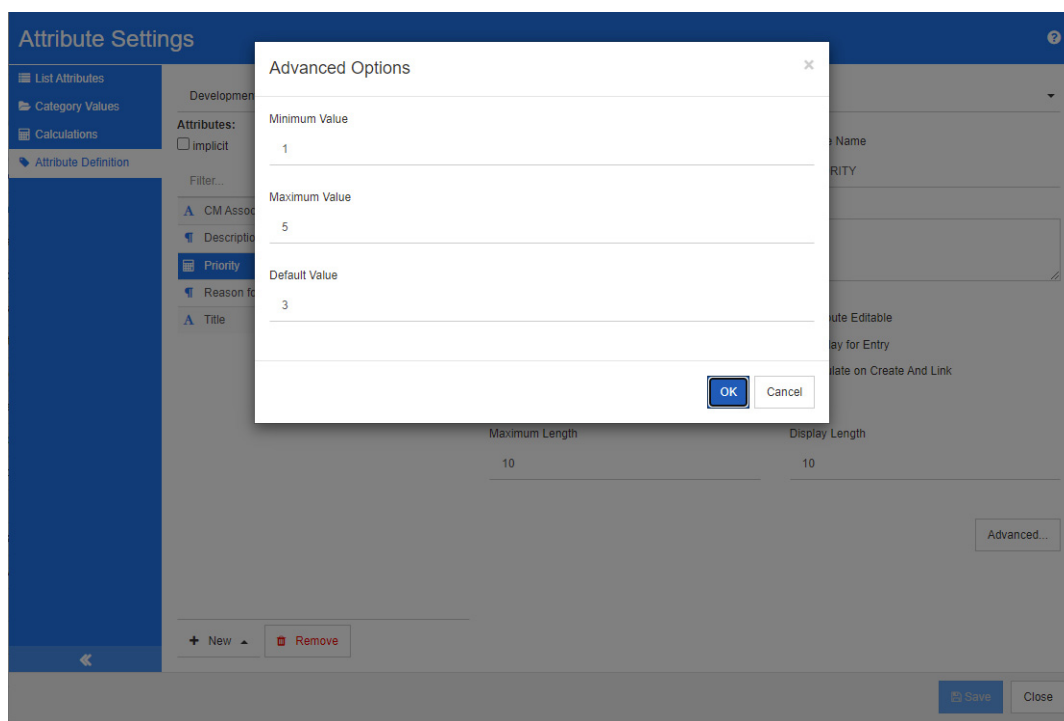 Attribute Settings
List Attributes
Category Values
Calculations
Attribute Definition
Developmen
Attributes:
implicit
Filter...
CM Assoc
Descriptio
Priority
Reason fo
Title
New
Remove
Advanced Options
×
Minimum Value
1
Maximum Value
5
Default Value
3
OK
Cancel
Name
RITY
ute Editable
lay for Entry
ulate on Create And Link
Maximum Length
10
Display Length
10
Advanced...
Save
Close